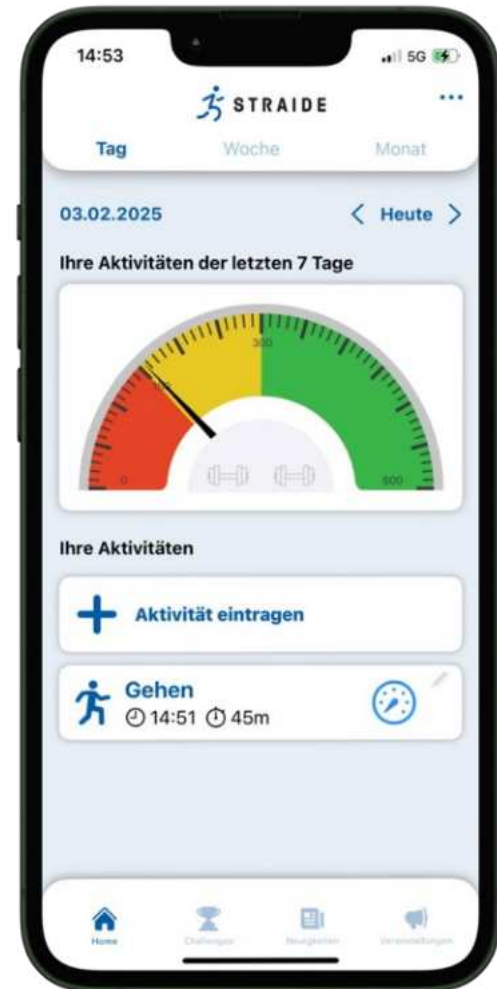 14:53
5G
STRAIDE
Tag Woche Monat
03.02.2025 Heute
Ihre Aktivitäten der letzten 7 Tage
300
150
0 600
Ihre Aktivitäten
Aktivität eintragen
Gehen
14:51 45m
Home Challenges Neuigkeiten Veranstaltungen